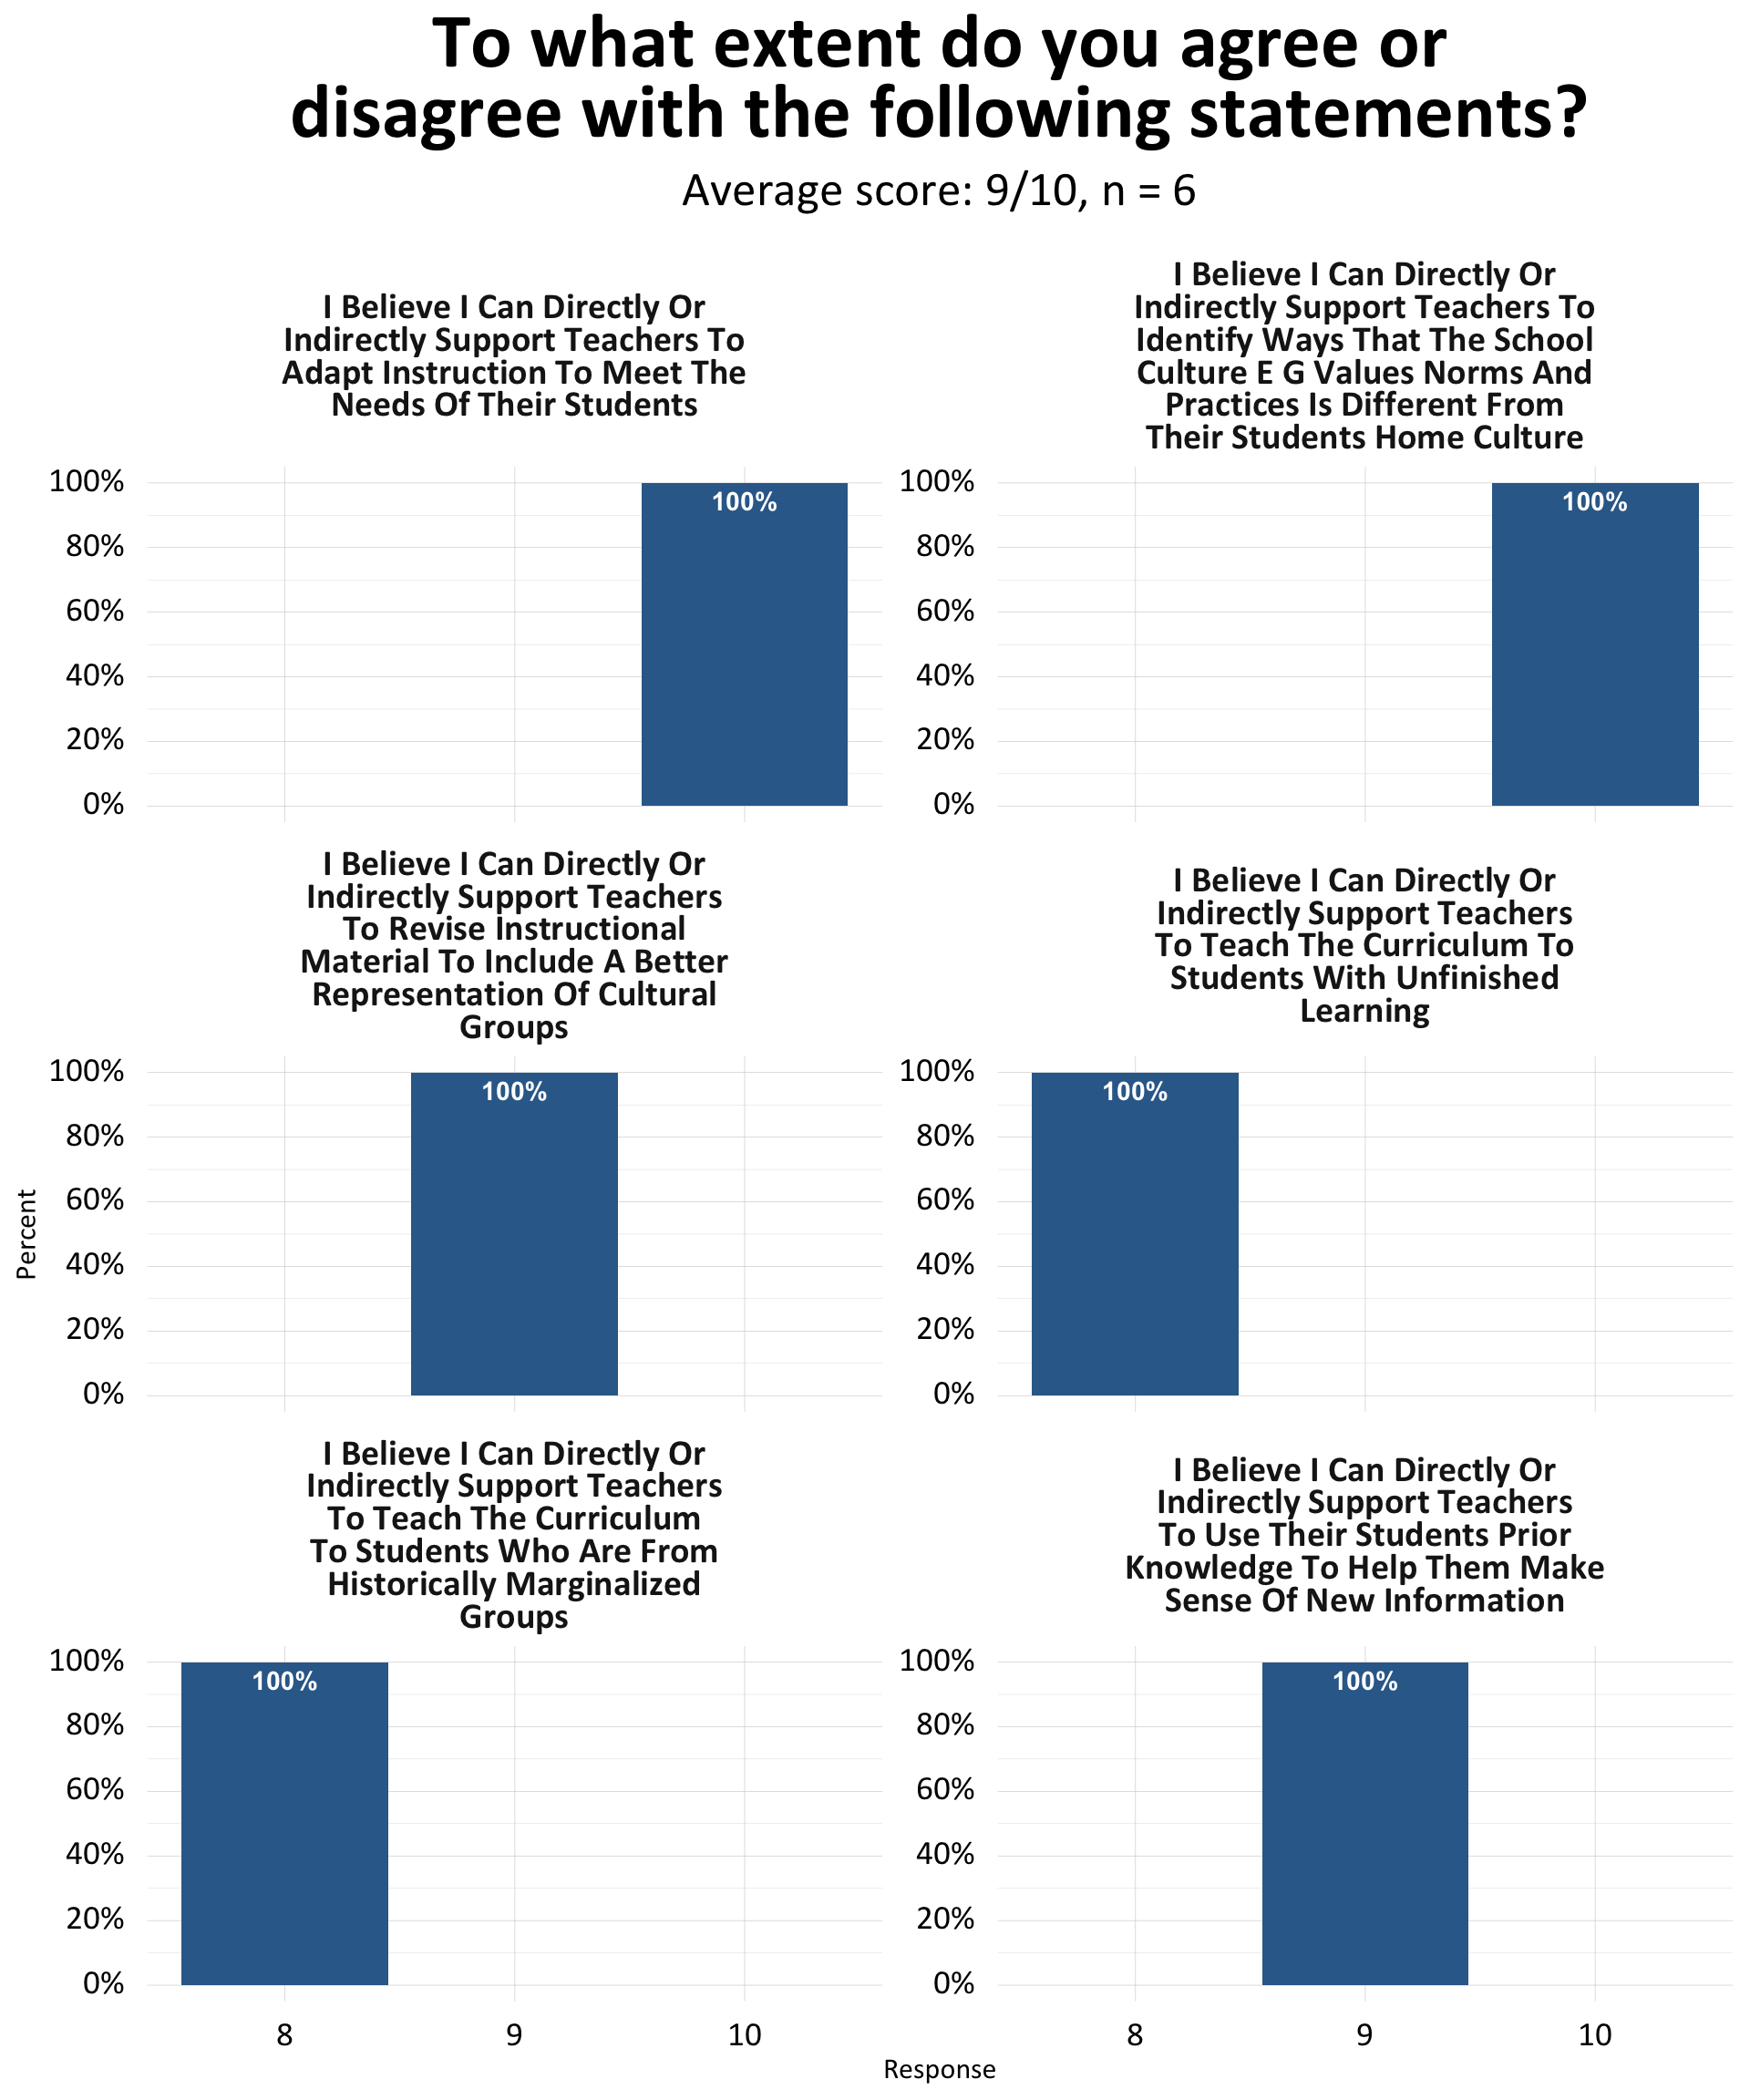 To what extent do you agree or
disagree with the following statements?
Average score: 9/10, n = 6
I Believe I Can Directly Or
Indirectly Support Teachers To
Adapt Instruction To Meet The
Needs Of Their Students
100%
80%
60%
40%
20%
0%
100%
I Believe I Can Directly Or
Indirectly Support Teachers To
Identify Ways That The School
Culture E G Values Norms And
Practices Is Different From
Their Students Home Culture
100%
80%
60%
40%
20%
0%
100%
I Believe I Can Directly Or
Indirectly Support Teachers
To Revise Instructional
Material To Include A Better
Representation Of Cultural
Groups
100%
80%
60%
40%
20%
0%
100%
I Believe I Can Directly Or
Indirectly Support Teachers
To Teach The Curriculum To
Students With Unfinished
Learning
100%
80%
60%
40%
20%
0%
100%
Percent
I Believe I Can Directly Or
Indirectly Support Teachers
To Teach The Curriculum
To Students Who Are From
Historically Marginalized
Groups
100%
80%
60%
40%
20%
0%
100%
8 9 10
I Believe I Can Directly Or
Indirectly Support Teachers
To Use Their Students Prior
Knowledge To Help Them Make
Sense Of New Information
100%
80%
60%
40%
20%
0%
100%
8 9 10
Response